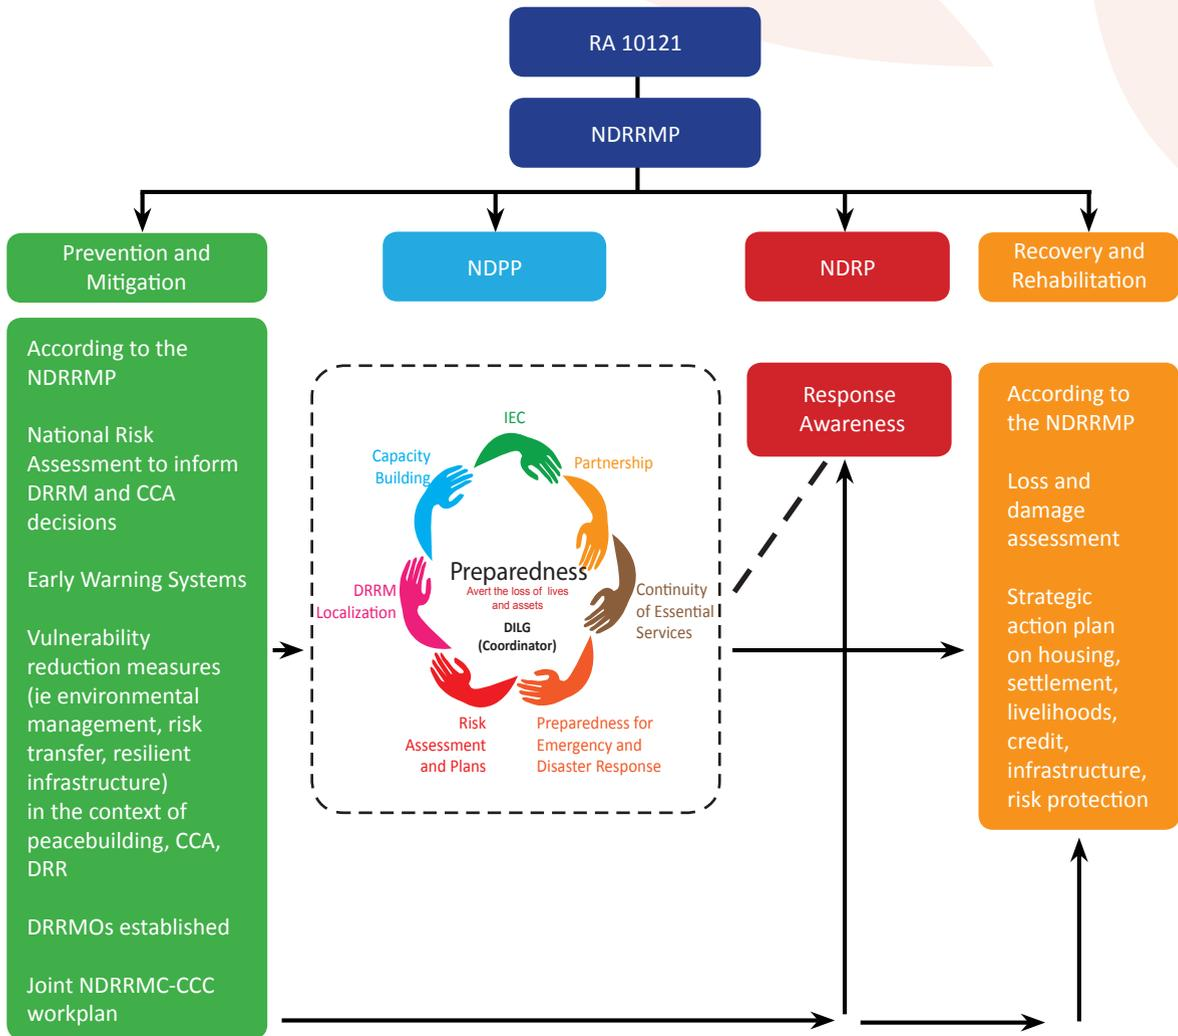 RA 10121
NDRRMP
Prevention and
Mitigation
NDPP
NDRP
Recovery and
Rehabilitation
According to the
NDRRMP
National Risk
Assessment to inform
DRRM and CCA
decisions
Early Warning Systems
Vulnerability
reduction measures
(ie environmental
management, risk
transfer, resilient
infrastructure)
in the context of
peacebuilding, CCA,
DRR
DRRMOs established
Joint NDRRMC-CCC
workplan
IEC
Capacity
Building
Partnership
DRRM
Localization
Preparedness
Avert the loss of lives
and assets
DILG
(Coordinator)
Continuity
of Essential
Services
Risk
Assessment
and Plans
Preparedness for
Emergency and
Disaster Response
Response
Awareness
According to
the NDRRMP
Loss and
damage
assessment
Strategic
action plan
on housing,
settlement,
livelihoods,
credit,
infrastructure,
risk protection